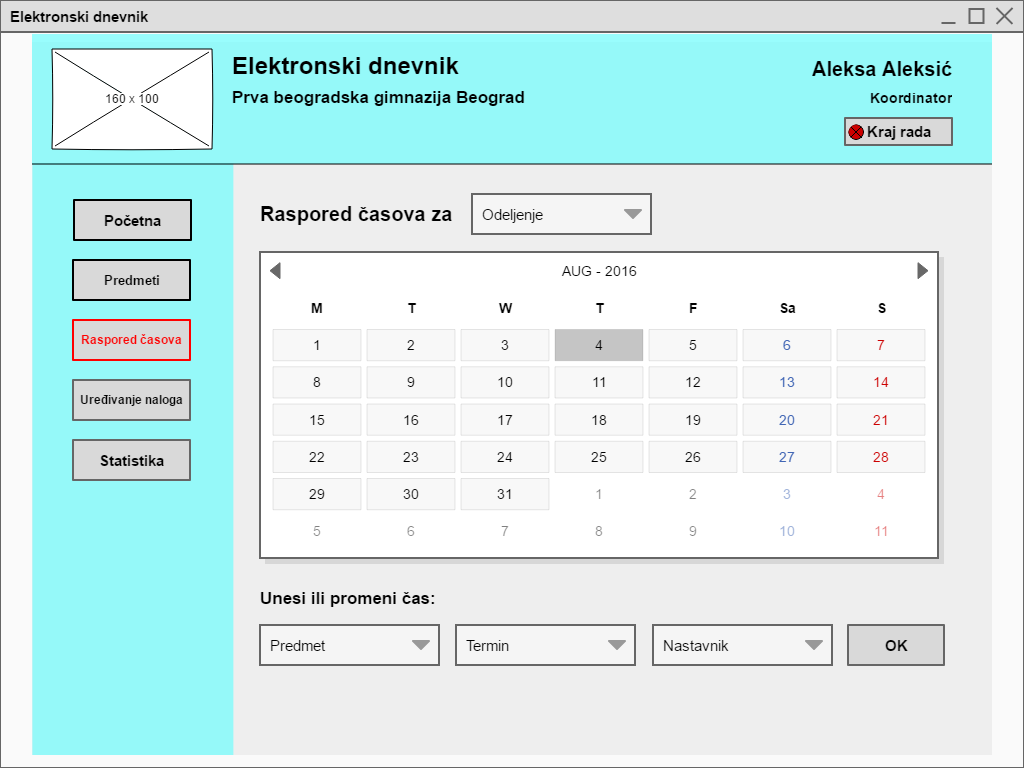 Elektronski dnevnik
160 x 100
Elektronski dnevnik
Prva beogradska gimnazija Beograd
Aleksa Aleksić
Koordinator
Kraj rada
Početna
Predmeti
Raspored časova
Uređivanje naloga
Statistika
Raspored časova za Odeljenje
AUG - 2016
M T W T F Sa S
1 2 3 4 5 6 7
8 9 10 11 12 13 14
15 16 17 18 19 20 21
22 23 24 25 26 27 28
29 30 31 1 2 3 4
5 6 7 8 9 10 11
Unesi ili promeni čas:
Predmet Termin Nastavnik OK